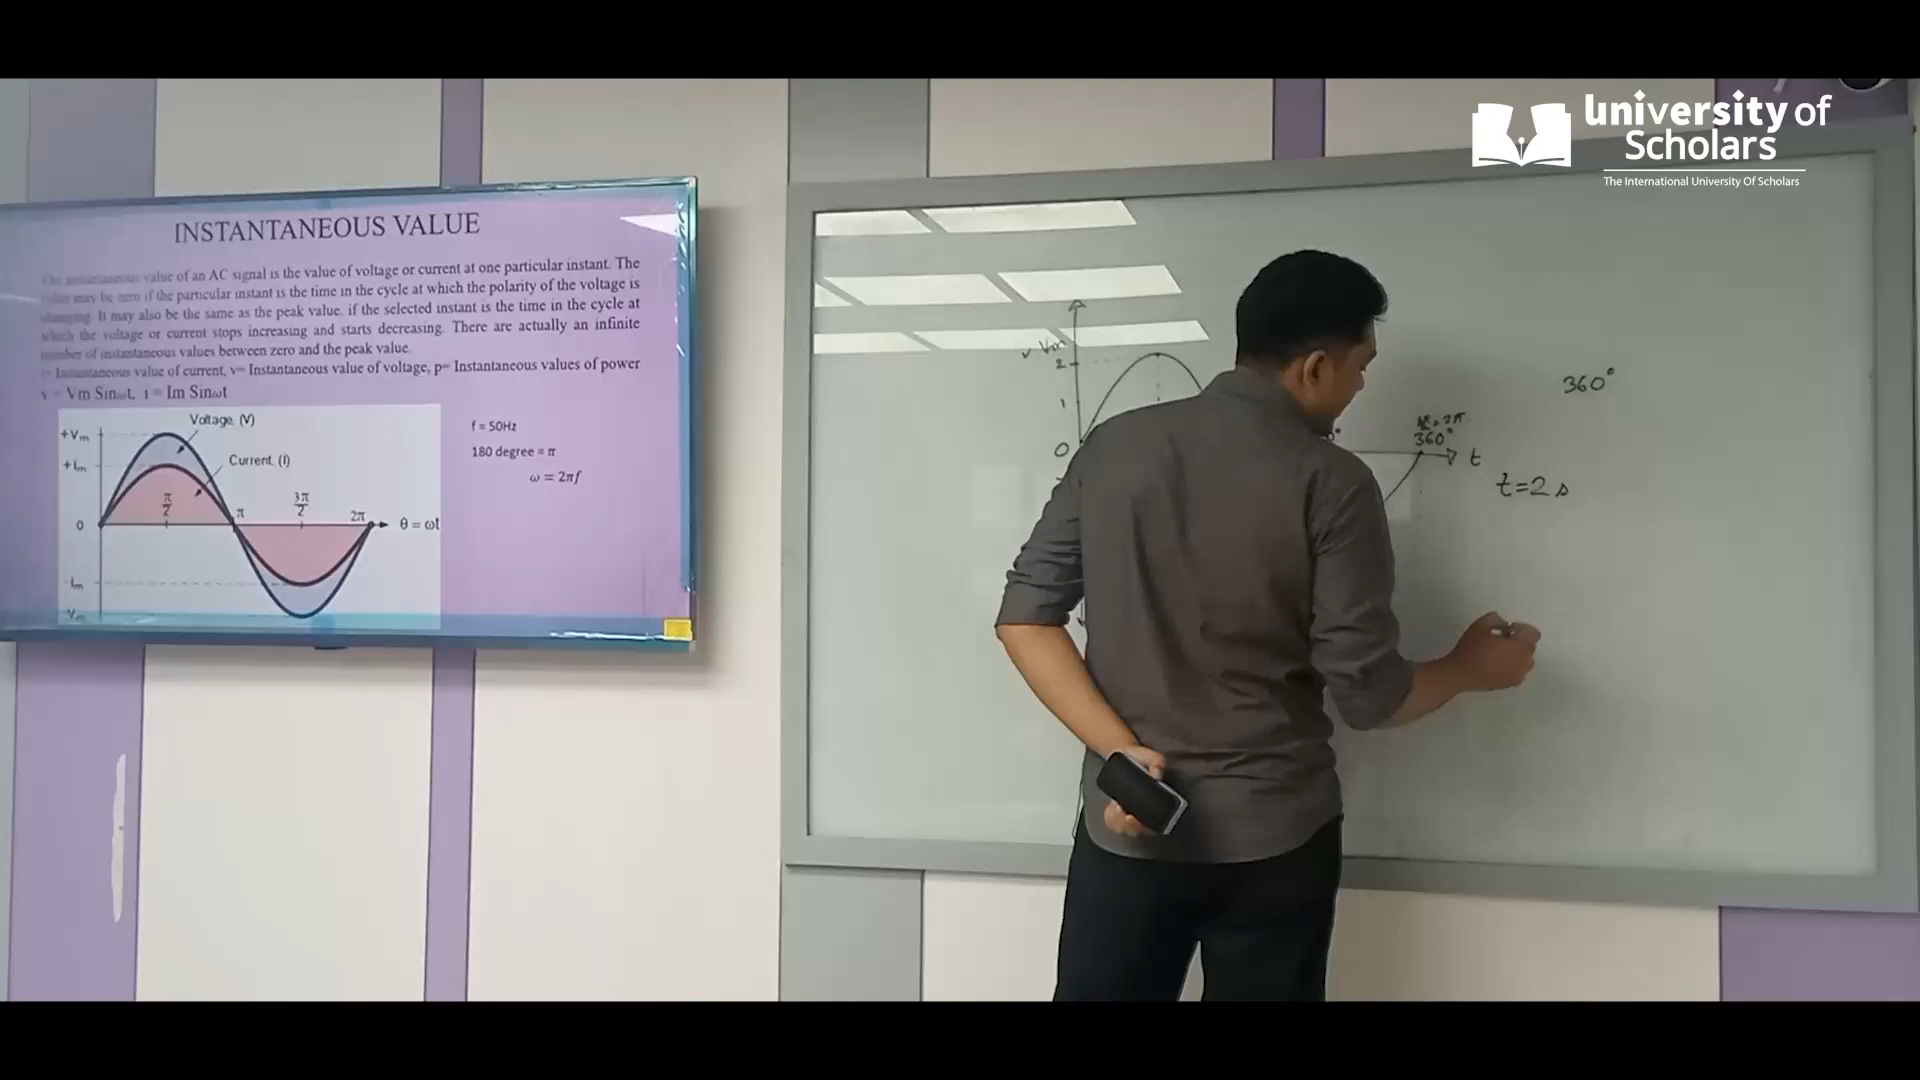 University of
Scholars
The International University Of Scholars
INSTANTANEOUS VALUE
The instantaneous value of an AC signal is the value of voltage or current at one particular instant. The
value may be zero if the particular instant is the time in the cycle at which the polarity of the voltage is
changing. It may also be the same as the peak value, if the selected instant is the time in the cycle at
which the voltage or current stops increasing and starts decreasing. There are actually an infinite
number of instantaneous values between zero and the peak value.
i= Instantaneous value of current, v= Instantaneous value of voltage, p= Instantaneous values of power
v = Vm Sinωt, i = Im Sinωt
Voltage, (V)
+Vm
Current, (I)
+Im
π/2
π
3π/2
2π
0
θ = ωt
-Im
-Vm
f = 50Hz
180 degree = π
ω = 2πf
v Vm
2
1
0
360°
= 2π
360°
t
t=2s